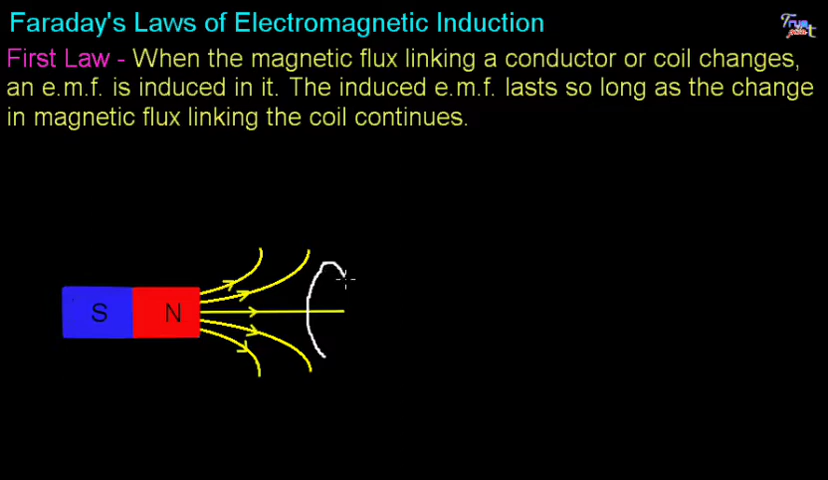 Faraday's Laws of Electromagnetic Induction
First Law - When the magnetic flux linking a conductor or coil changes,
an e.m.f. is induced in it. The induced e.m.f. lasts so long as the change
in magnetic flux linking the coil continues.
S N